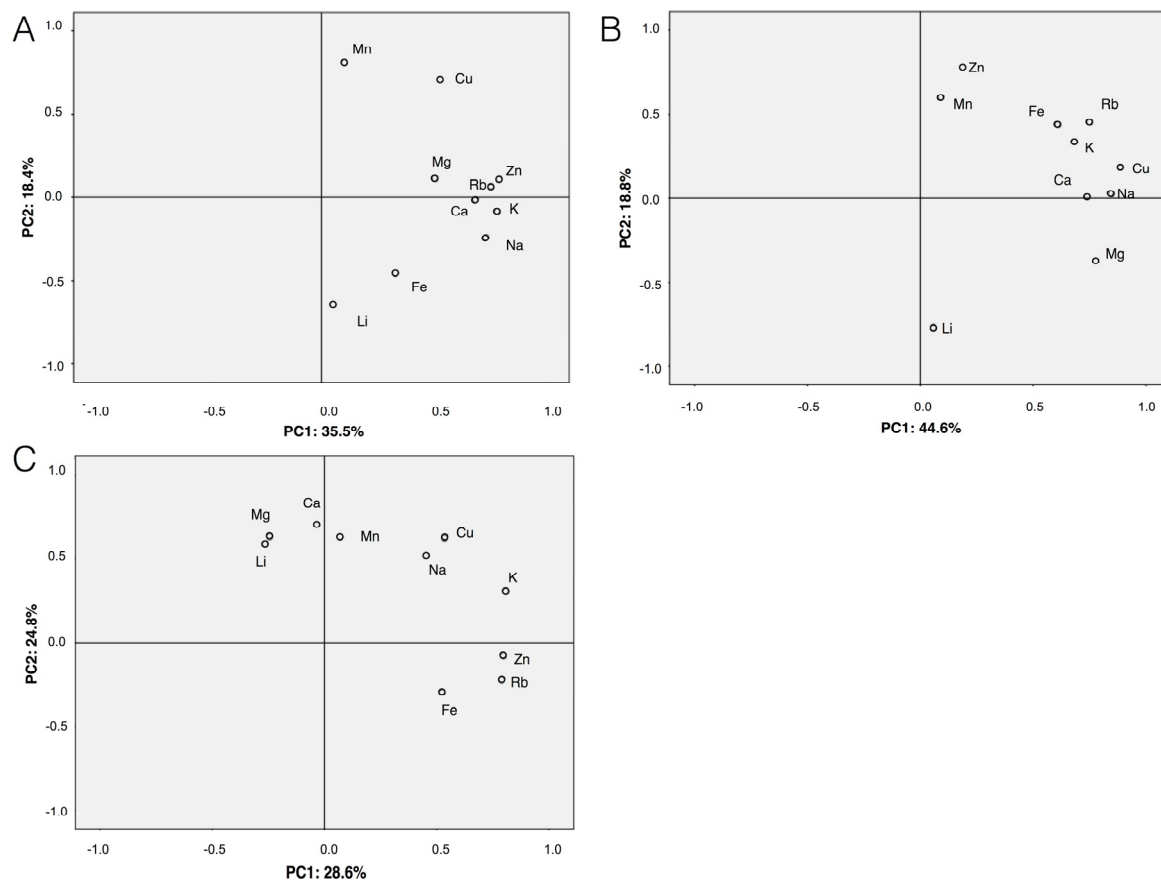 A
1.0
0.5
0.0
-0.5
-1.0
PC2: 18.4%
Mn
Cu
Mg
Zn
Rb
Ca
K
Na
Fe
Li
-1.0 -0.5 0.0 0.5 1.0
PC1: 35.5%
B
1.0
0.5
0.0
-0.5
-1.0
PC2: 18.8%
Zn
Mn
Fe
Rb
K
Cu
Ca
Na
Mg
Li
-1.0 -0.5 0.0 0.5 1.0
PC1: 44.6%
C
1.0
0.5
0.0
-0.5
-1.0
PC2: 24.8%
Ca
Mg
Mn
Cu
Li
Na
K
Zn
Rb
Fe
-1.0 -0.5 0.0 0.5 1.0
PC1: 28.6%